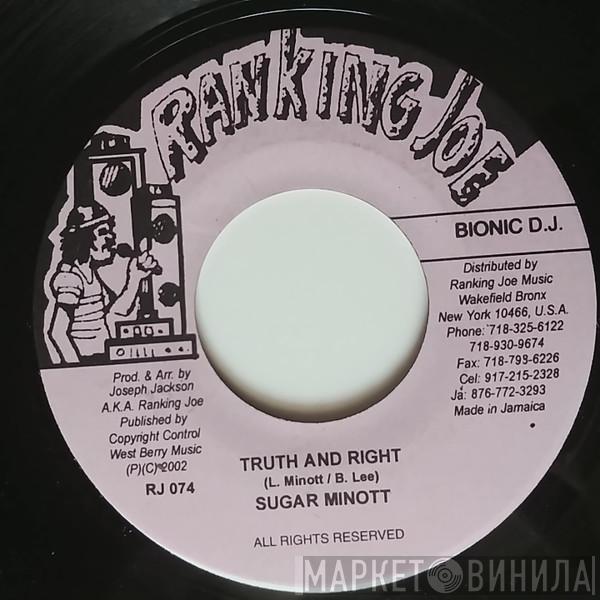 RANKING JOE
BIONIC D.J.
Distributed by
Ranking Joe Music
Wakefield Bronx
New York 10466, U.S.A.
Phone: 718-325-6122
718-930-9674
Fax: 718-798-6226
Cel: 917-215-2328
Ja: 876-772-3293
Made in Jamaica
Prod. & Arr. by
Joseph Jackson
A.K.A. Ranking Joe
Published by
Copyright Control
West Berry Music
(P)(C) 2002
RJ 074
TRUTH AND RIGHT
(L. Minott / B. Lee)
SUGAR MINOTT
ALL RIGHTS RESERVED
МАРКЕТ ВИНИЛА